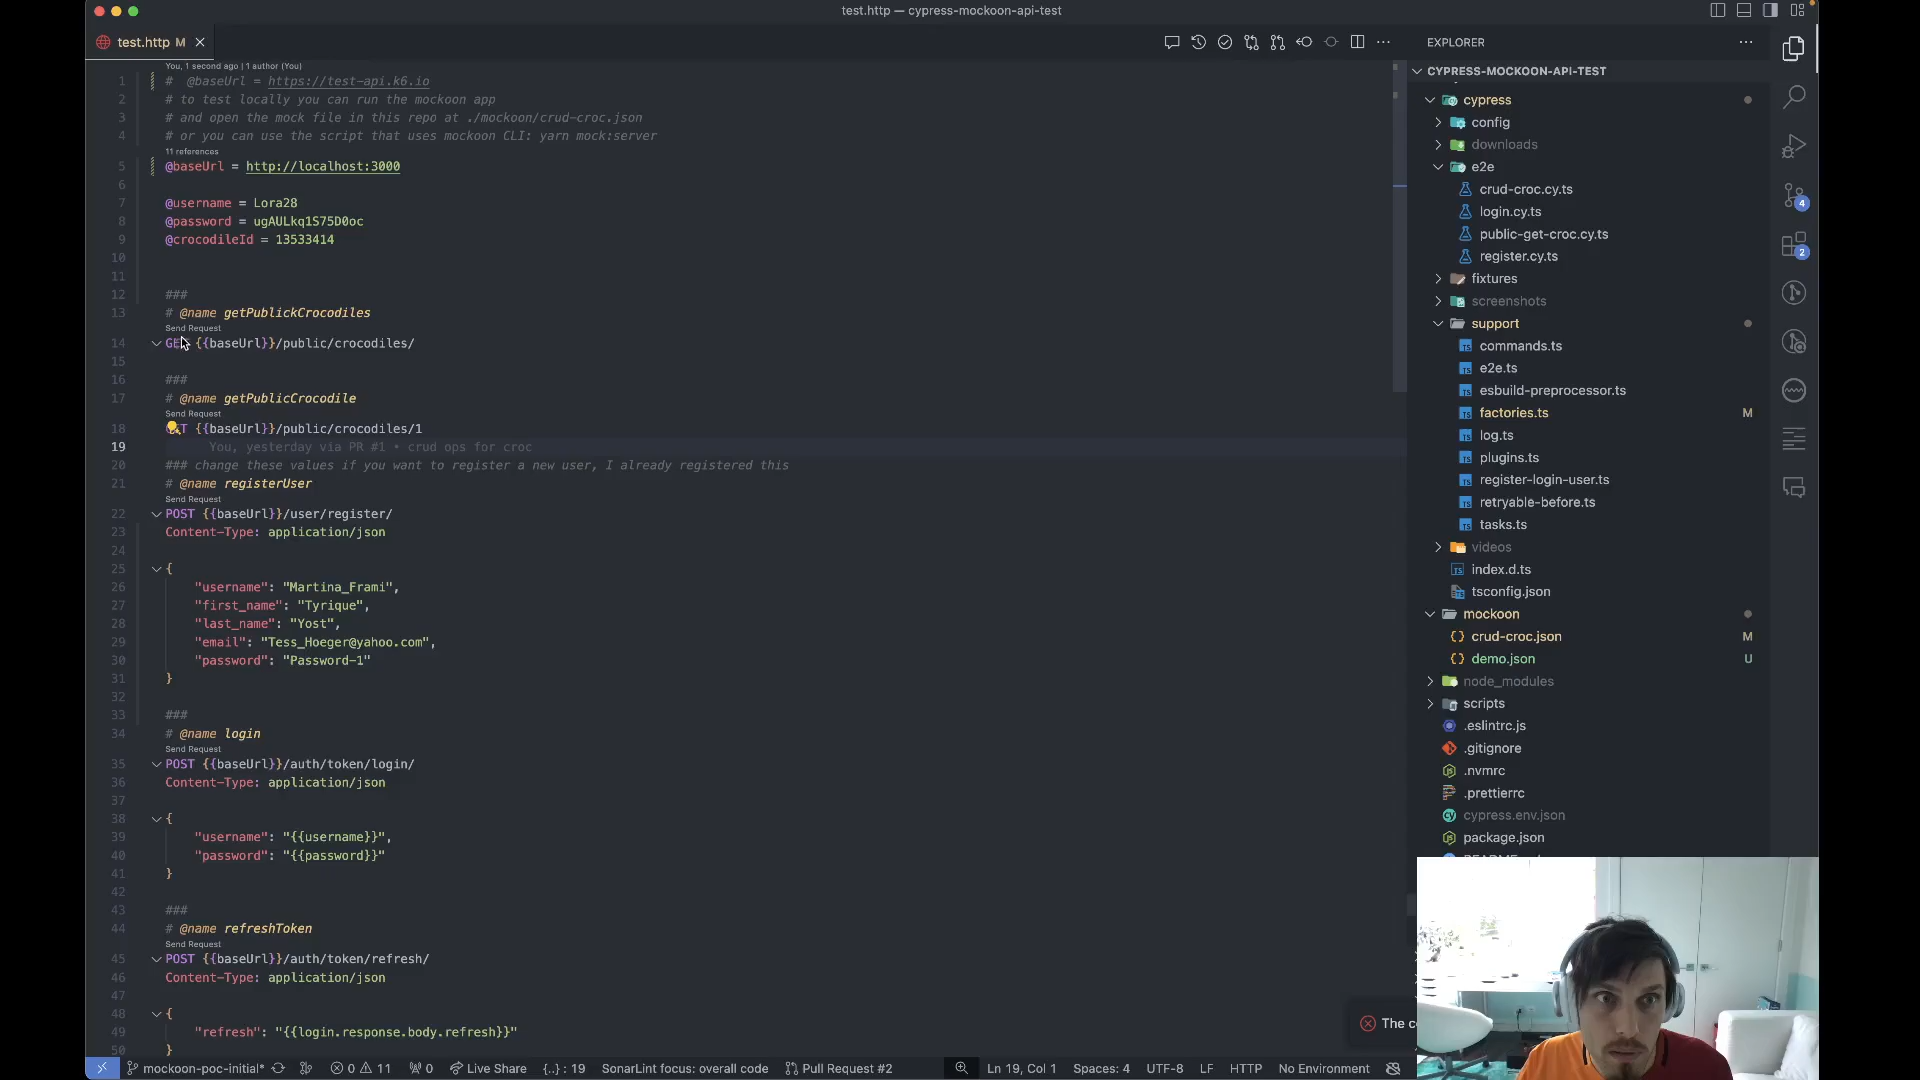 test.http — cypress-mockoon-api-test
test.http M
EXPLORER
You, 1 second ago | 1 author (You)
1 # @baseUrl = https://test-api.k6.io
2 # to test locally you can run the mockoon app
3 # and open the mock file in this repo at ./mockoon/crud-croc.json
4 # or you can use the script that uses mockoon CLI: yarn mock:server
11 references
5 @baseUrl = http://localhost:3000
6
7 @username = Lora28
8 @password = ugAULkq1S75D0oc
9 @crocodileId = 13533414
10
11
12 ###
13 # @name getPublickCrocodiles
Send Request
14 GET {{baseUrl}}/public/crocodiles/
15
16 ###
17 # @name getPublicCrocodile
Send Request
18 GET {{baseUrl}}/public/crocodiles/1
19 You, yesterday via PR #1 • crud ops for croc
20 ### change these values if you want to register a new user, I already registered this
21 # @name registerUser
Send Request
22 POST {{baseUrl}}/user/register/
23 Content-Type: application/json
24
25 {
26 "username": "Martina_Frami",
27 "first_name": "Tyrique",
28 "last_name": "Yost",
29 "email": "Tess_Hoeger@yahoo.com",
30 "password": "Password-1"
31 }
32
33 ###
34 # @name login
Send Request
35 POST {{baseUrl}}/auth/token/login/
36 Content-Type: application/json
37
38 {
39 "username": "{{username}}",
40 "password": "{{password}}"
41 }
42
43 ###
44 # @name refreshToken
Send Request
45 POST {{baseUrl}}/auth/token/refresh/
46 Content-Type: application/json
47
48 {
49 "refresh": "{{login.response.body.refresh}}"
50 }
CYPRESS-MOCKOON-API-TEST
cypress
config
downloads
e2e
crud-croc.cy.ts
login.cy.ts
public-get-croc.cy.ts
register.cy.ts
fixtures
screenshots
support
commands.ts
e2e.ts
esbuild-preprocessor.ts
factories.ts M
log.ts
plugins.ts
register-login-user.ts
retryable-before.ts
tasks.ts
videos
index.d.ts
tsconfig.json
mockoon
crud-croc.json M
demo.json U
node_modules
scripts
.eslintrc.js
.gitignore
.nvmrc
.prettierrc
cypress.env.json
package.json
4
2
The
mockoon-poc-initial* 0 11 0 Live Share {..} : 19 SonarLint focus: overall code Pull Request #2 Ln 19, Col 1 Spaces: 4 UTF-8 LF HTTP No Environment